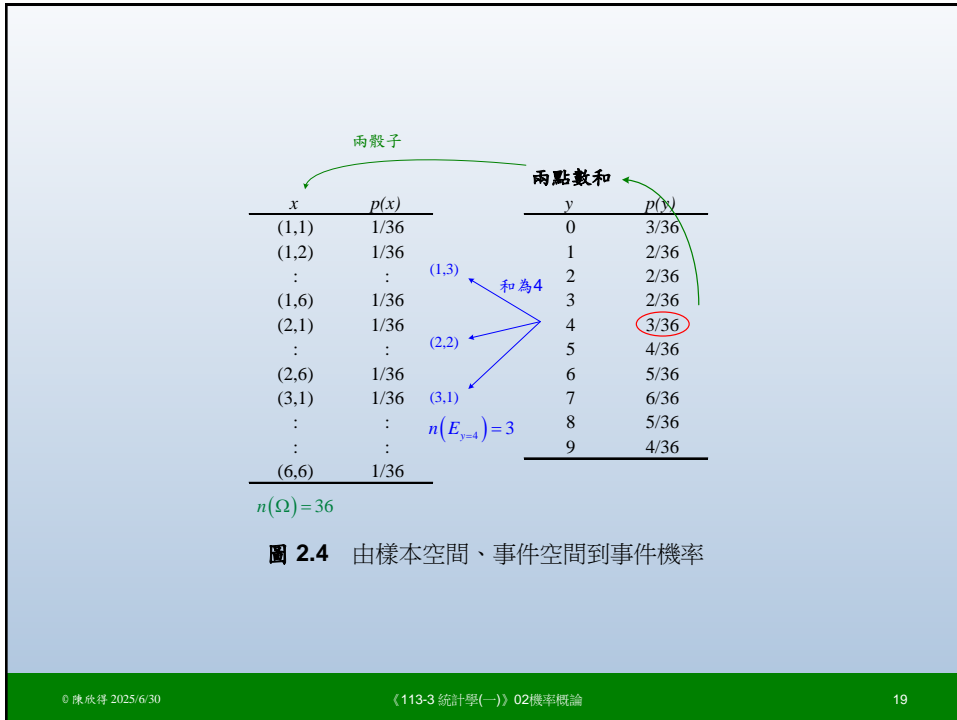 兩骰子
兩點數和
x p(x) y p(y)
(1,1) 1/36 0 3/36
(1,2) 1/36 1 2/36
: : (1,3) 和為4 2 2/36
(1,6) 1/36 3 2/36
(2,1) 1/36 4 3/36
: : (2,2) 5 4/36
(2,6) 1/36 6 5/36
(3,1) 1/36 (3,1) 7 6/36
: : n(E_{y=4}) = 3 8 5/36
: : 9 4/36
(6,6) 1/36
n(Ω) = 36
圖 2.4 由樣本空間、事件空間到事件機率
© 陳欣得 2025/6/30 《113-3 統計學(一)》02機率概論 19